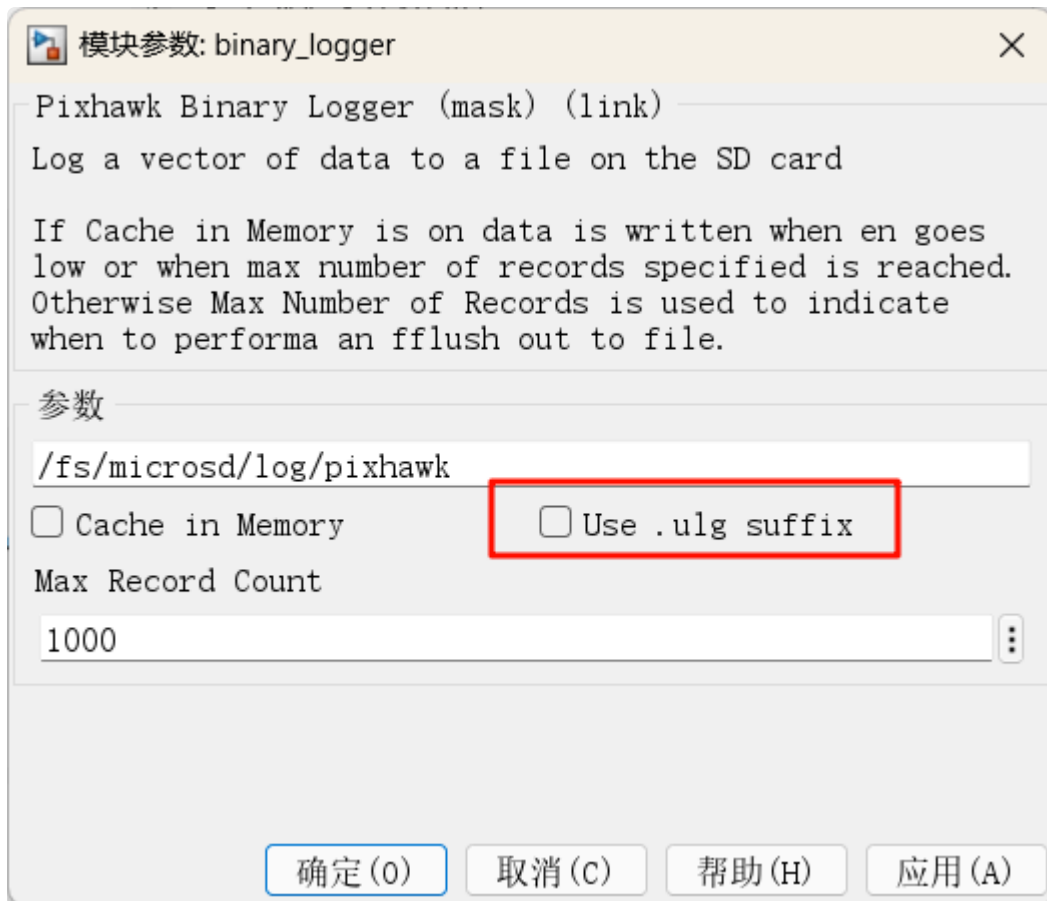 模块参数: binary_logger
Pixhawk Binary Logger (mask) (link)
Log a vector of data to a file on the SD card
If Cache in Memory is on data is written when en goes
low or when max number of records specified is reached.
Otherwise Max Number of Records is used to indicate
when to performa an fflush out to file.
参数
/fs/microsd/log/pixhawk
Cache in Memory
Use .ulg suffix
Max Record Count
1000
确定(O)
取消(C)
帮助(H)
应用(A)